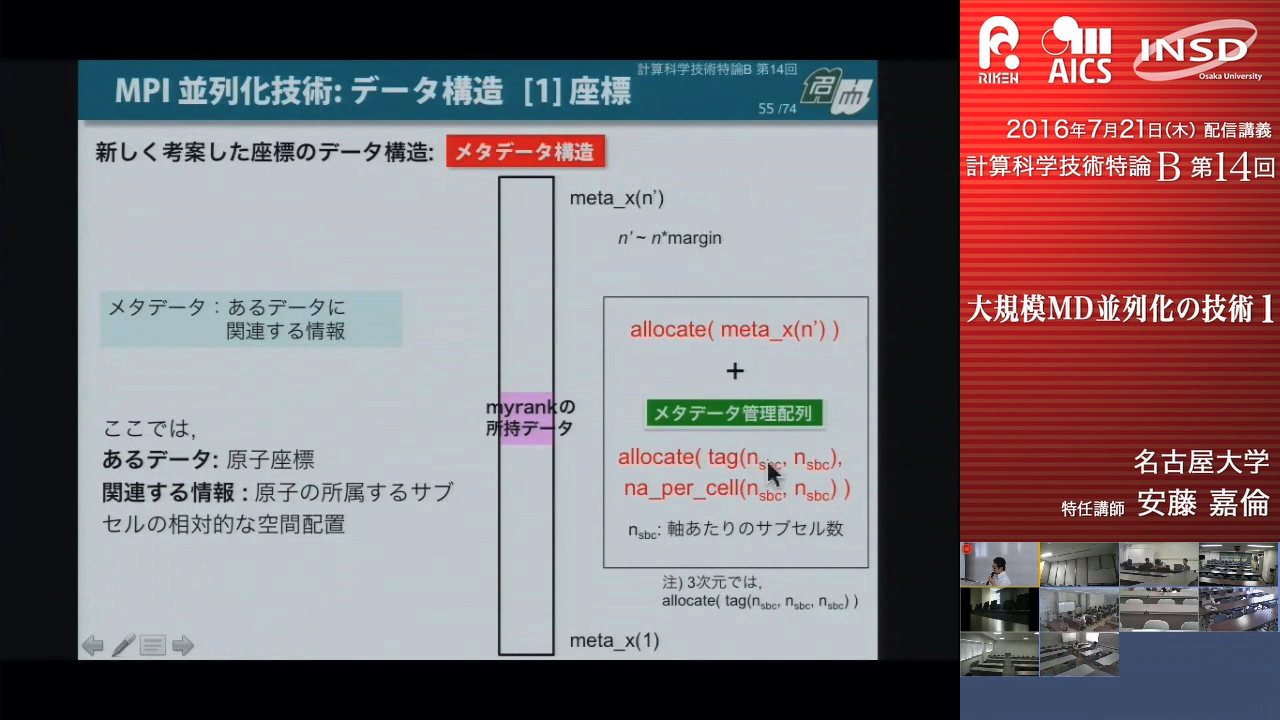 計算科学技術特論B 第14回
MPI 並列化技術: データ構造 [1] 座標
55 /74
新しく考案した座標のデータ構造:
メタデータ構造
meta_x(n’)
n’ ~ n*margin
メタデータ：あるデータに
関連する情報
allocate( meta_x(n’) )
+
メタデータ管理配列
myrankの
所持データ
allocate( tag(nsbc, nsbc),
na_per_cell(nsbc, nsbc) )
nsbc: 軸あたりのサブセル数
ここでは,
あるデータ: 原子座標
関連する情報 : 原子の所属するサブ
セルの相対的な空間配置
注) 3次元では,
allocate( tag(nsbc, nsbc, nsbc) )
meta_x(1)
RIKEN
AICS
INSD
Osaka University
2016年7月21日(木) 配信講義
計算科学技術特論 B 第14回
大規模MD並列化の技術1
名古屋大学
特任講師 安藤 嘉倫